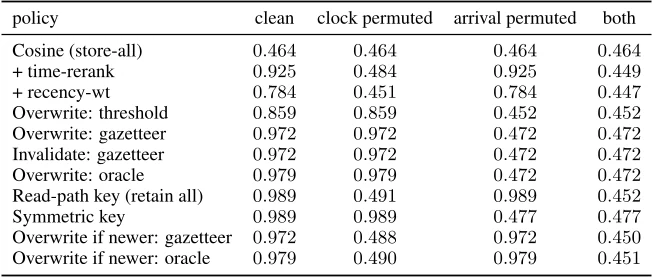 policy clean clock permuted arrival permuted both
Cosine (store-all) 0.464 0.464 0.464 0.464
+ time-rerank 0.925 0.484 0.925 0.449
+ recency-wt 0.784 0.451 0.784 0.447
Overwrite: threshold 0.859 0.859 0.452 0.452
Overwrite: gazetteer 0.972 0.972 0.472 0.472
Invalidate: gazetteer 0.972 0.972 0.472 0.472
Overwrite: oracle 0.979 0.979 0.472 0.472
Read-path key (retain all) 0.989 0.491 0.989 0.452
Symmetric key 0.989 0.989 0.477 0.477
Overwrite if newer: gazetteer 0.972 0.488 0.972 0.450
Overwrite if newer: oracle 0.979 0.490 0.979 0.451